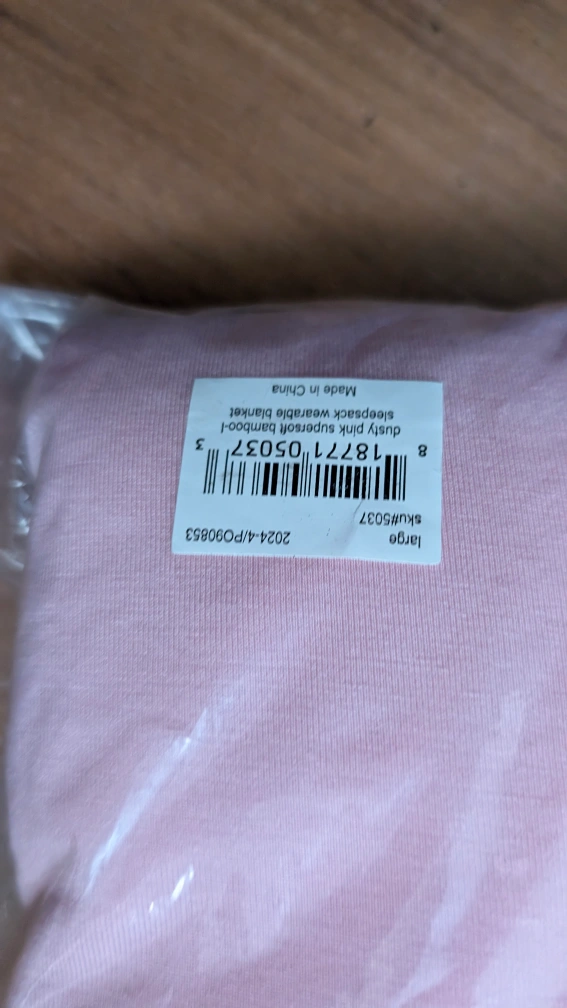 large 2024-4/PO90853
sku#5037
8 18771 05037 3
dusty pink supersoft bamboo-l
sleepsack wearable blanket
Made in China